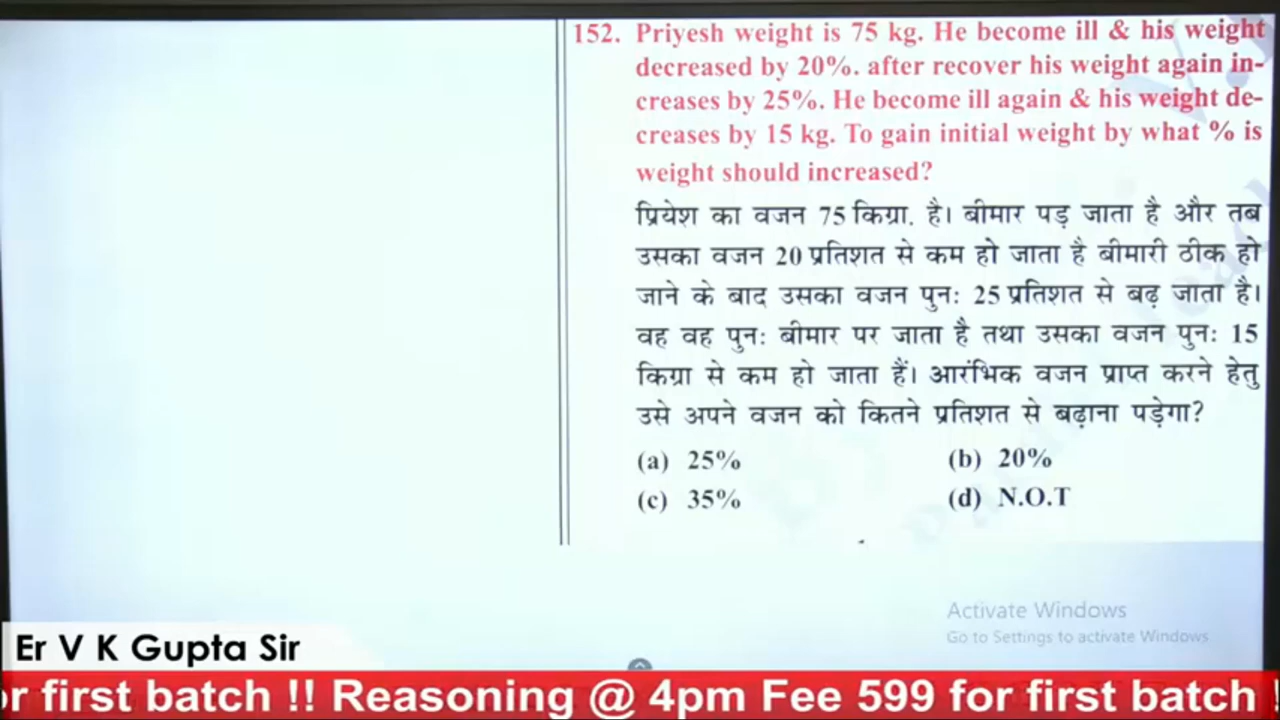 152. Priyesh weight is 75 kg. He become ill & his weight
decreased by 20%. after recover his weight again in-
creases by 25%. He become ill again & his weight de-
creases by 15 kg. To gain initial weight by what % is
weight should increased?
प्रियेश का वजन 75 किग्रा. है। बीमार पड़ जाता है और तब
उसका वजन 20 प्रतिशत से कम हो जाता है बीमारी ठीक हो
जाने के बाद उसका वजन पुनः 25 प्रतिशत से बढ़ जाता है।
वह वह पुनः बीमार पर जाता है तथा उसका वजन पुनः 15
किग्रा से कम हो जाता हैं। आरंभिक वजन प्राप्त करने हेतु
उसे अपने वजन को कितने प्रतिशत से बढ़ाना पड़ेगा?
(a) 25% (b) 20%
(c) 35% (d) N.O.T
Activate Windows
Go to Settings to activate Windows
Er V K Gupta Sir
or first batch !! Reasoning @ 4pm Fee 599 for first batch !